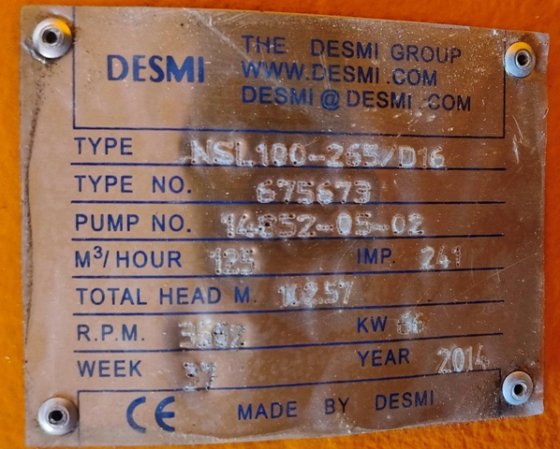 DESMI
THE DESMI GROUP
WWW.DESMI.COM
DESMI@DESMI.COM
TYPE NSL100-265/D16
TYPE NO. 675673
PUMP NO. 14852-05-02
M³/HOUR 125 IMP. 241
TOTAL HEAD M.
R.P.M. KW
WEEK 37 YEAR 2014
CE MADE BY DESMI